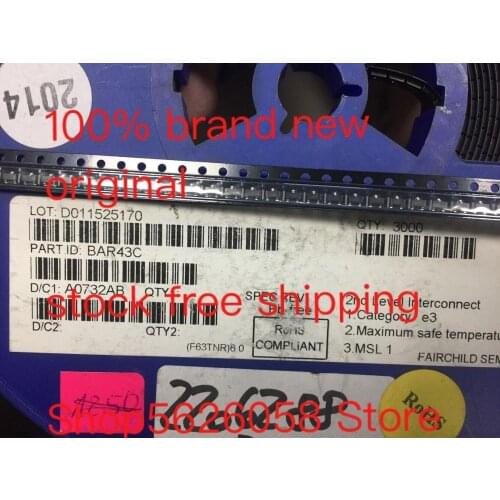 2014
100% brand new
original
LOT: D011525170
QTY: 3000
PART ID: BAR43C
D/C1: A0732AB QTY
SPEC REV:
stock free shipping
2nd Level Interconnect
1.Category e3
D/C2: QTY2:
RoHS
COMPLIANT
2.Maximum safe temperatu
3.MSL 1
(F63TNR)6 0
FAIRCHILD SEM
Shop5626058 Store
RoHS